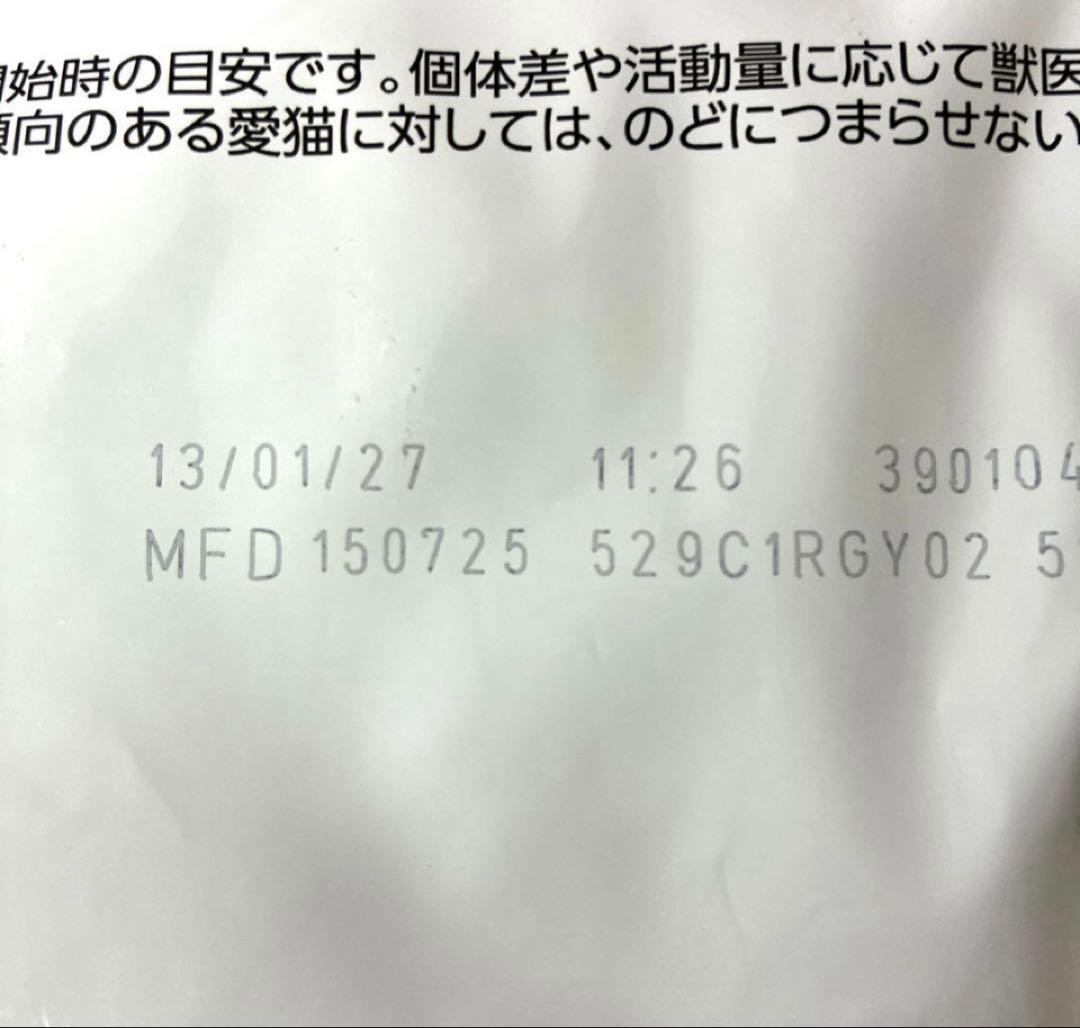 始時の目安です。個体差や活動量に応じて獣医
傾向のある愛猫に対しては、のどにつまらせない
13/01/27 11:26 390104
MFD 150725 529C1RGY02 5